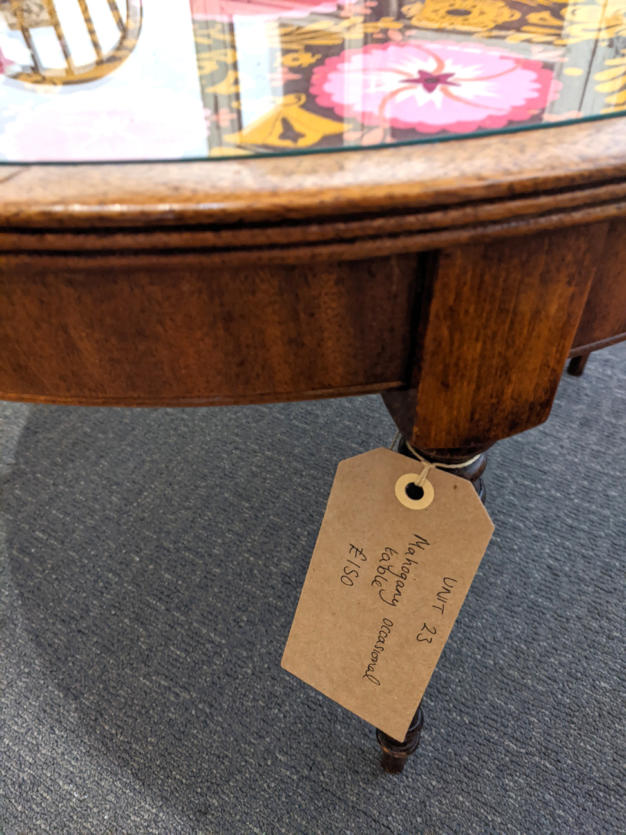 UNIT 23
Mahogany occasional
table
£150